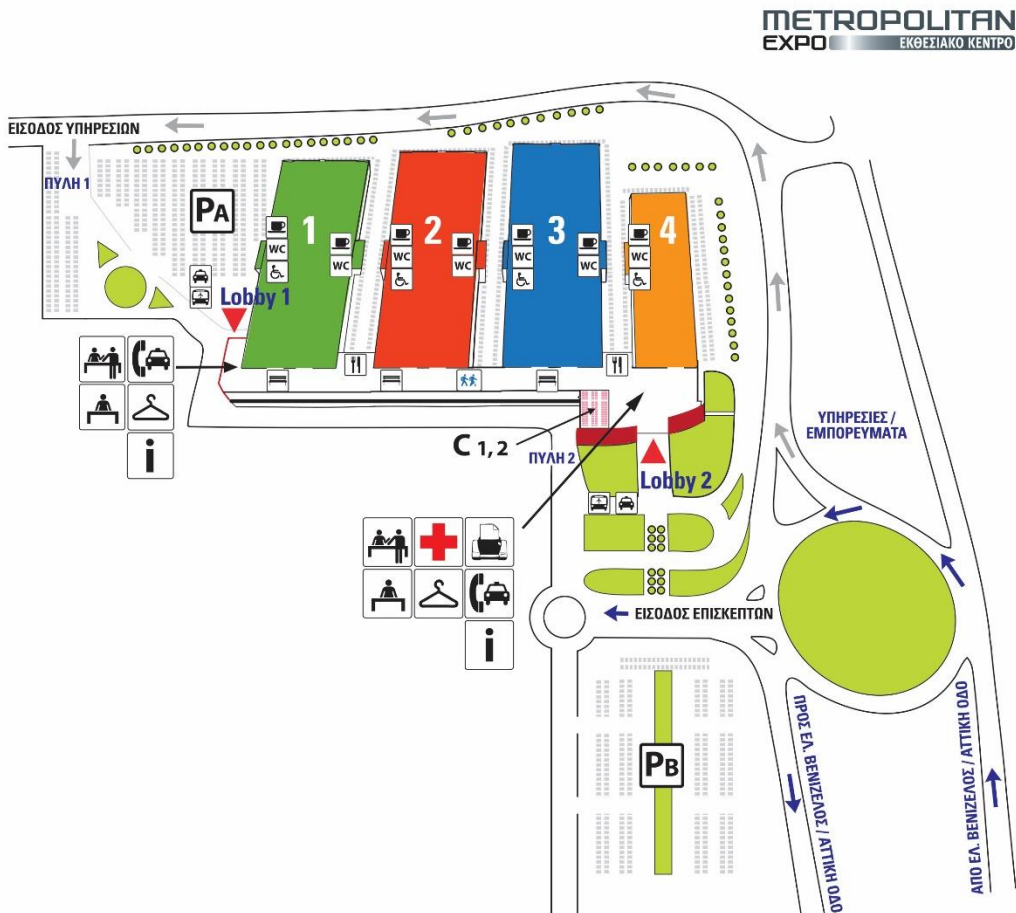 METROPOLITAN
EXPO ΕΚΘΕΣΙΑΚΟ ΚΕΝΤΡΟ
ΕΙΣΟΔΟΣ ΥΠΗΡΕΣΙΩΝ
ΠΥΛΗ 1
PA
1
2
3
4
WC
WC
WC
WC
WC
WC
WC
Lobby 1
C 1, 2
ΠΥΛΗ 2
Lobby 2
ΥΠΗΡΕΣΙΕΣ /
ΕΜΠΟΡΕΥΜΑΤΑ
i
i
ΕΙΣΟΔΟΣ ΕΠΙΣΚΕΠΤΩΝ
PB
ΠΡΟΣ ΕΛ. ΒΕΝΙΖΕΛΟΣ / ΑΤΤΙΚΗ ΟΔΟ
ΑΠΟ ΕΛ. ΒΕΝΙΖΕΛΟΣ / ΑΤΤΙΚΗ ΟΔΟ